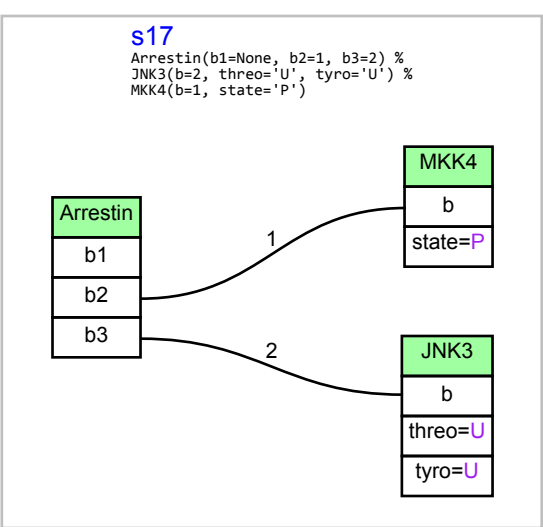 s17
Arrestin(b1=None, b2=1, b3=2) %
JNK3(b=2, threo='U', tyro='U') %
MKK4(b=1, state='P')
MKK4
b
state=P
Arrestin
b1
b2
b3
1
2
JNK3
b
threo=U
tyro=U